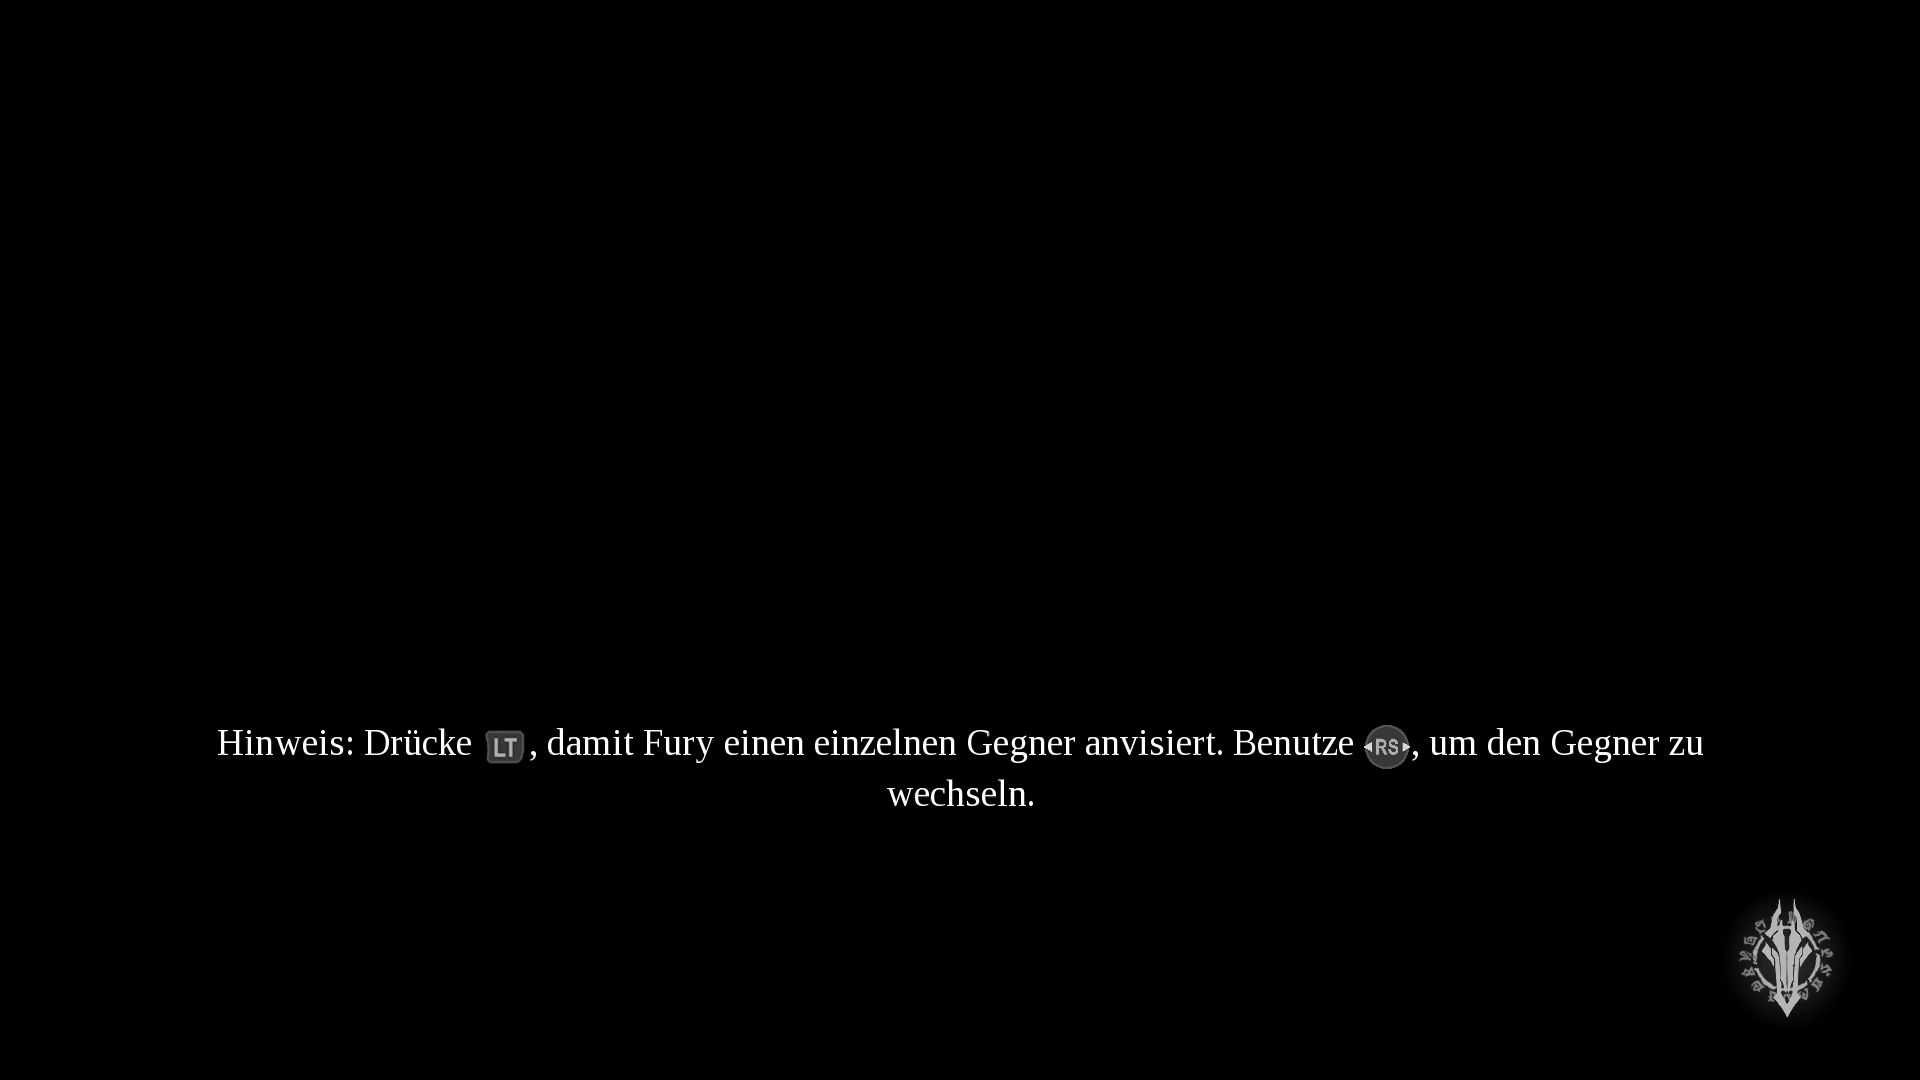 Hinweis: Drücke LT, damit Fury einen einzelnen Gegner anvisiert. Benutze RS, um den Gegner zu
wechseln.